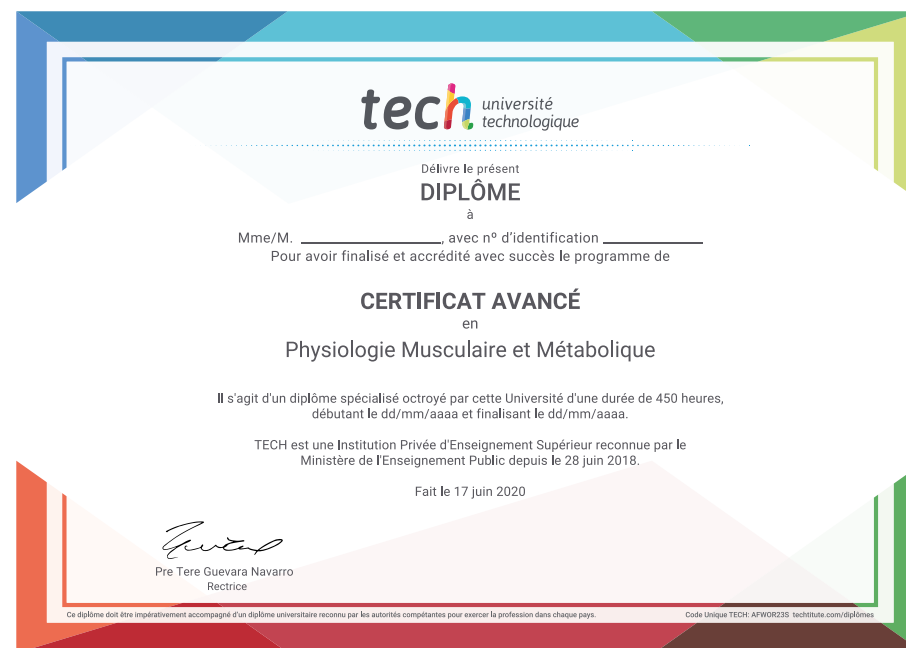 tech université
technologique
Délivre le présent
DIPLÔME
à
Mme/M. ____________________, avec nº d'identification ______________
Pour avoir finalisé et accrédité avec succès le programme de
CERTIFICAT AVANCÉ
en
Physiologie Musculaire et Métabolique
Il s'agit d'un diplôme spécialisé octroyé par cette Université d'une durée de 450 heures,
débutant le dd/mm/aaaa et finalisant le dd/mm/aaaa.
TECH est une Institution Privée d'Enseignement Supérieur reconnue par le
Ministère de l'Enseignement Public depuis le 28 juin 2018.
Fait le 17 juin 2020
Pre Tere Guevara Navarro
Rectrice
Ce diplôme doit être impérativement accompagné d'un diplôme universitaire reconnu par les autorités compétantes pour exercer la profession dans chaque pays.
Code Unique TECH: AFWOR23S techtitute.com/diplômes